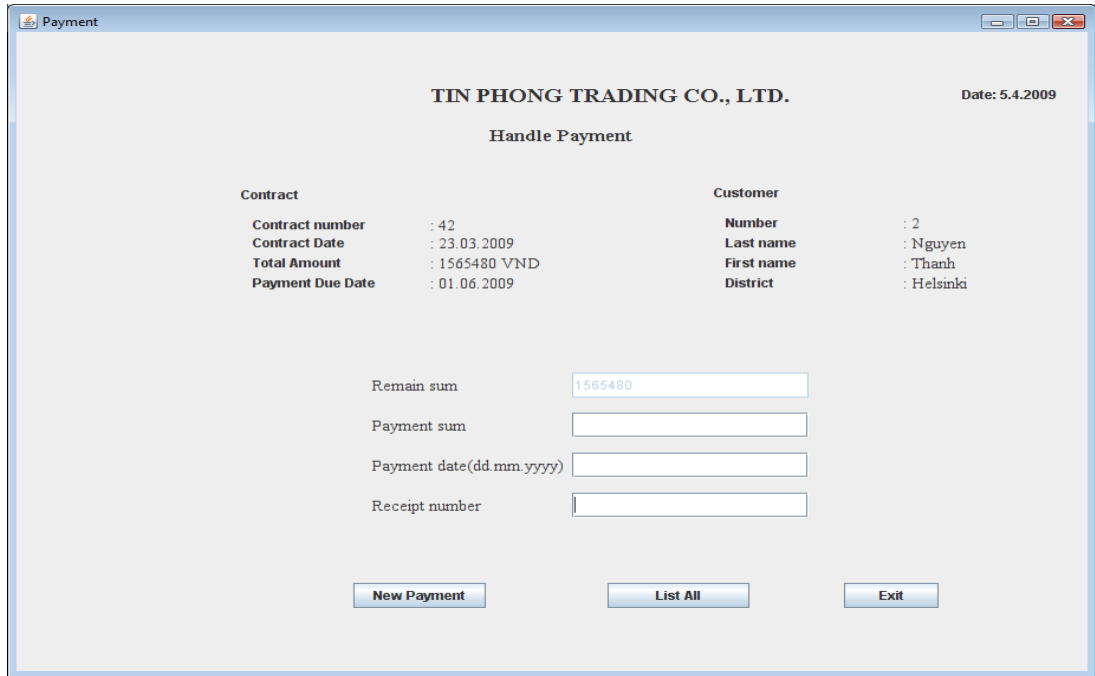 Payment
TIN PHONG TRADING CO., LTD.
Date: 5.4.2009
Handle Payment
Contract
Contract number : 42
Contract Date : 23.03.2009
Total Amount : 1565480 VND
Payment Due Date : 01.06.2009
Customer
Number : 2
Last name : Nguyen
First name : Thanh
District : Helsinki
Remain sum 1565480
Payment sum
Payment date(dd.mm.yyyy)
Receipt number
New Payment List All Exit